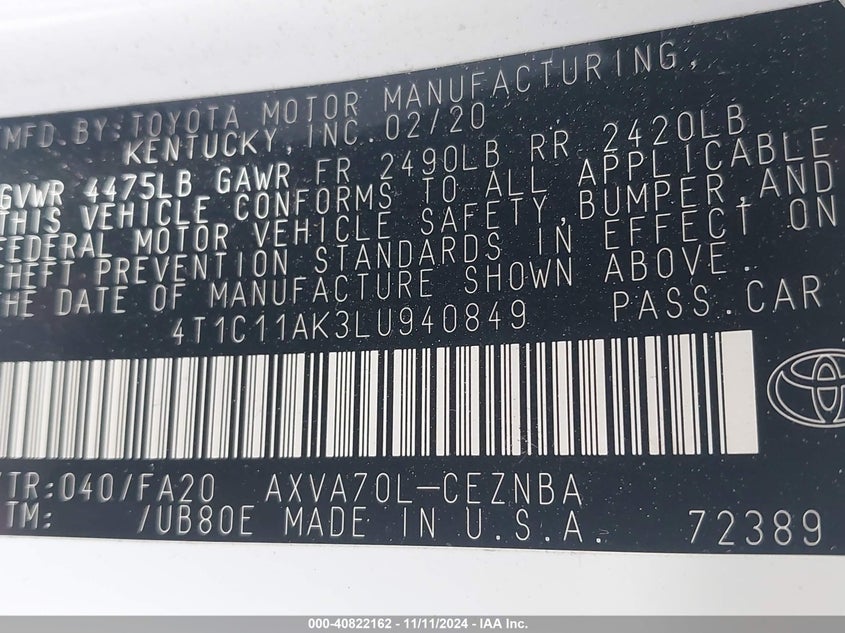 MFD. BY: TOYOTA MOTOR MANUFACTURING,
KENTUCKY, INC. 02/20
GVWR 4475LB GAWR FR 2490LB RR 2420LB
THIS VEHICLE CONFORMS TO ALL APPLICABLE
FEDERAL MOTOR VEHICLE SAFETY, BUMPER, AND
THEFT PREVENTION STANDARDS IN EFFECT ON
THE DATE OF MANUFACTURE SHOWN ABOVE.
4T1C11AK3LU940849 PASS. CAR
/TR: 040/FA20 AXVA70L-CEZNBA
TM: /UB80E MADE IN U.S.A. 72389
000-40822162 - 11/11/2024 - IAA Inc.